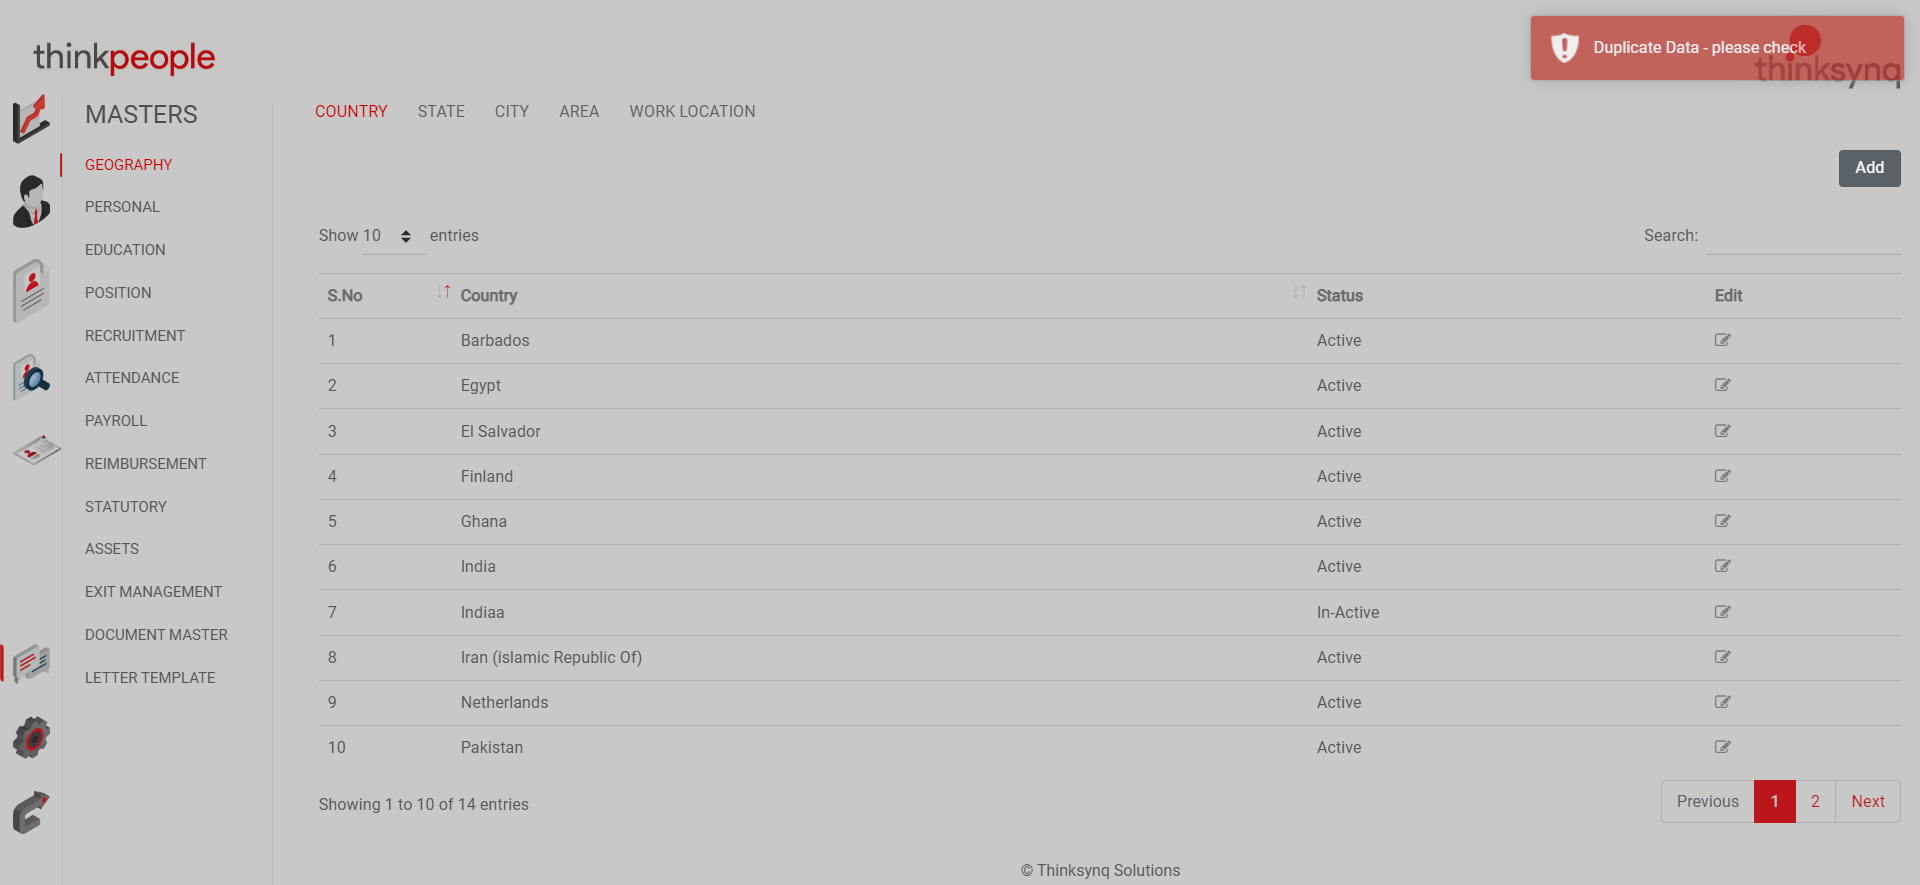 thinkpeople
Duplicate Data - please check
thinksynq
MASTERS
GEOGRAPHY
PERSONAL
EDUCATION
POSITION
RECRUITMENT
ATTENDANCE
PAYROLL
REIMBURSEMENT
STATUTORY
ASSETS
EXIT MANAGEMENT
DOCUMENT MASTER
LETTER TEMPLATE
COUNTRY STATE CITY AREA WORK LOCATION
Add
Show 10 entries Search:
S.No Country Status Edit
1 Barbados Active
2 Egypt Active
3 El Salvador Active
4 Finland Active
5 Ghana Active
6 India Active
7 Indiaa In-Active
8 Iran (islamic Republic Of) Active
9 Netherlands Active
10 Pakistan Active
Showing 1 to 10 of 14 entries Previous 1 2 Next
© Thinksynq Solutions